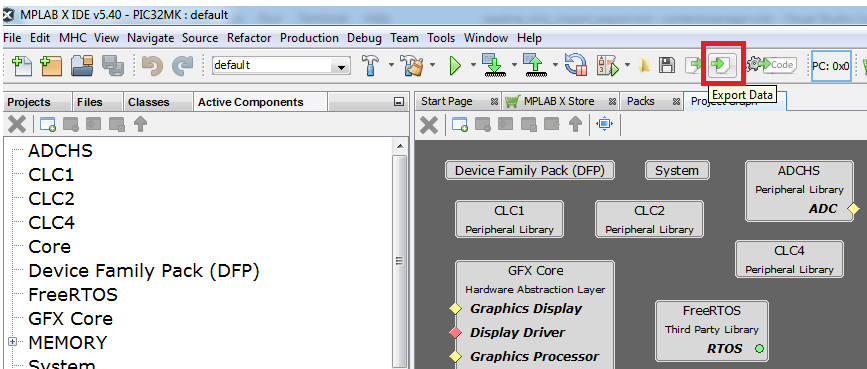 MPLAB X IDE v5.40 - PIC32MK : default
File Edit MHC View Navigate Source Refactor Production Debug Team Tools Window Help
default
Code
PC: 0x0
Projects Files Classes Active Components
Start Page MPLAB X Store Packs Project Graph
Export Data
ADCHS
CLC1
CLC2
CLC4
Core
Device Family Pack (DFP)
FreeRTOS
GFX Core
MEMORY
System
Device Family Pack (DFP)
System
ADCHS
Peripheral Library
ADC
CLC1
Peripheral Library
CLC2
Peripheral Library
CLC4
Peripheral Library
GFX Core
Hardware Abstraction Layer
Graphics Display
Display Driver
Graphics Processor
FreeRTOS
Third Party Library
RTOS